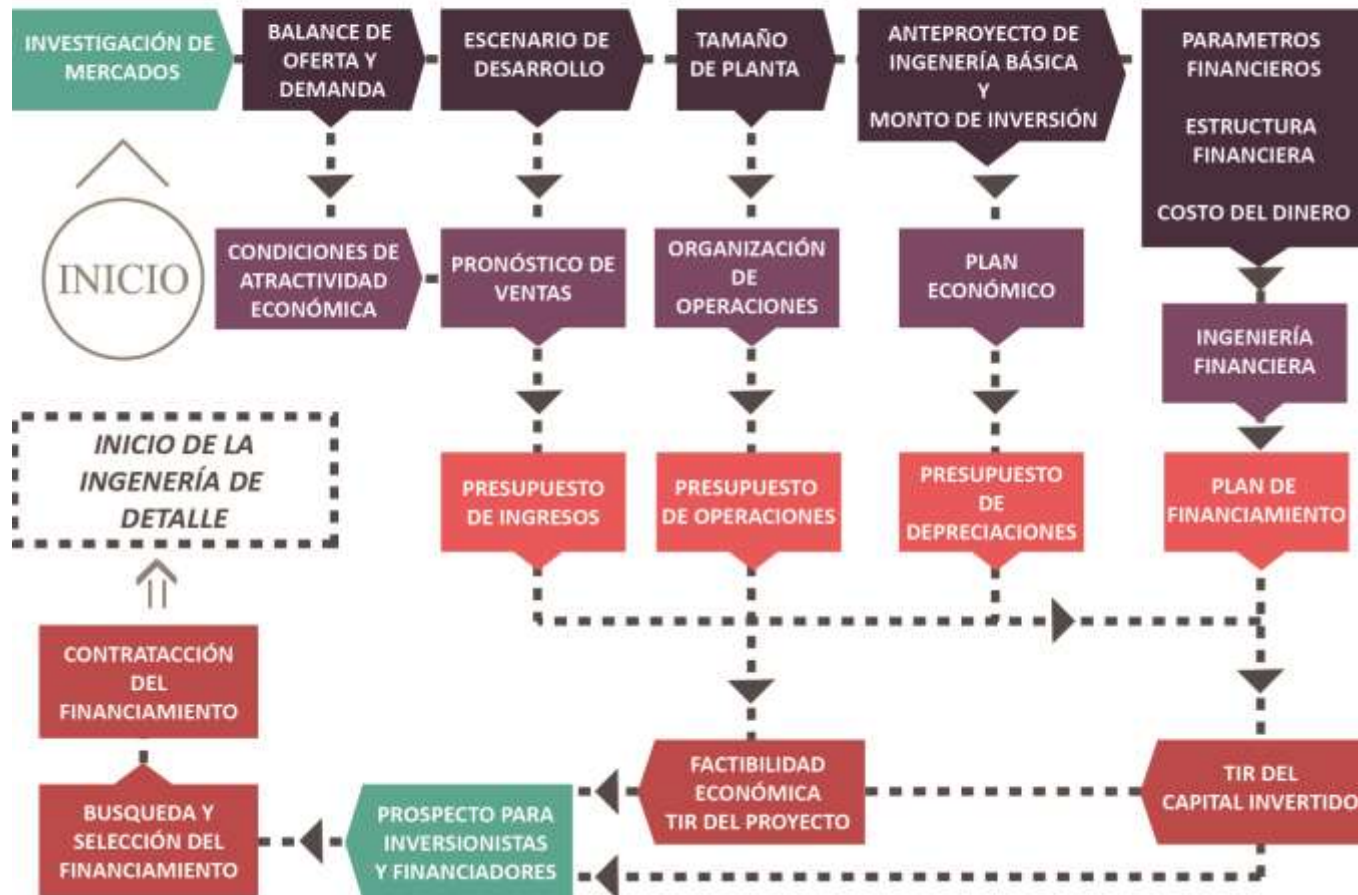 INVESTIGACIÓN DE
MERCADOS
BALANCE DE
OFERTA Y
DEMANDA
ESCENARIO DE
DESARROLLO
TAMAÑO
DE PLANTA
ANTEPROYECTO DE
INGENERÍA BÁSICA
Y
MONTO DE INVERSIÓN
PARAMETROS
FINANCIEROS
ESTRUCTURA
FINANCIERA
COSTO DEL DINERO
INICIO
CONDICIONES DE
ATRACTIVIDAD
ECONÓMICA
PRONÓSTICO DE
VENTAS
ORGANIZACIÓN
DE
OPERACIONES
PLAN
ECONÓMICO
INGENIERÍA
FINANCIERA
INICIO DE LA
INGENERÍA DE
DETALLE
PRESUPUESTO
DE INGRESOS
PRESUPUESTO
DE OPERACIONES
PRESUPUESTO
DE
DEPRECIACIONES
PLAN DE
FINANCIAMIENTO
CONTRATACCIÓN
DEL
FINANCIAMIENTO
BUSQUEDA Y
SELECCIÓN DEL
FINANCIAMIENTO
PROSPECTO PARA
INVERSIONISTAS
Y FINANCIADORES
FACTIBILIDAD
ECONÓMICA
TIR DEL PROYECTO
TIR DEL
CAPITAL INVERTIDO